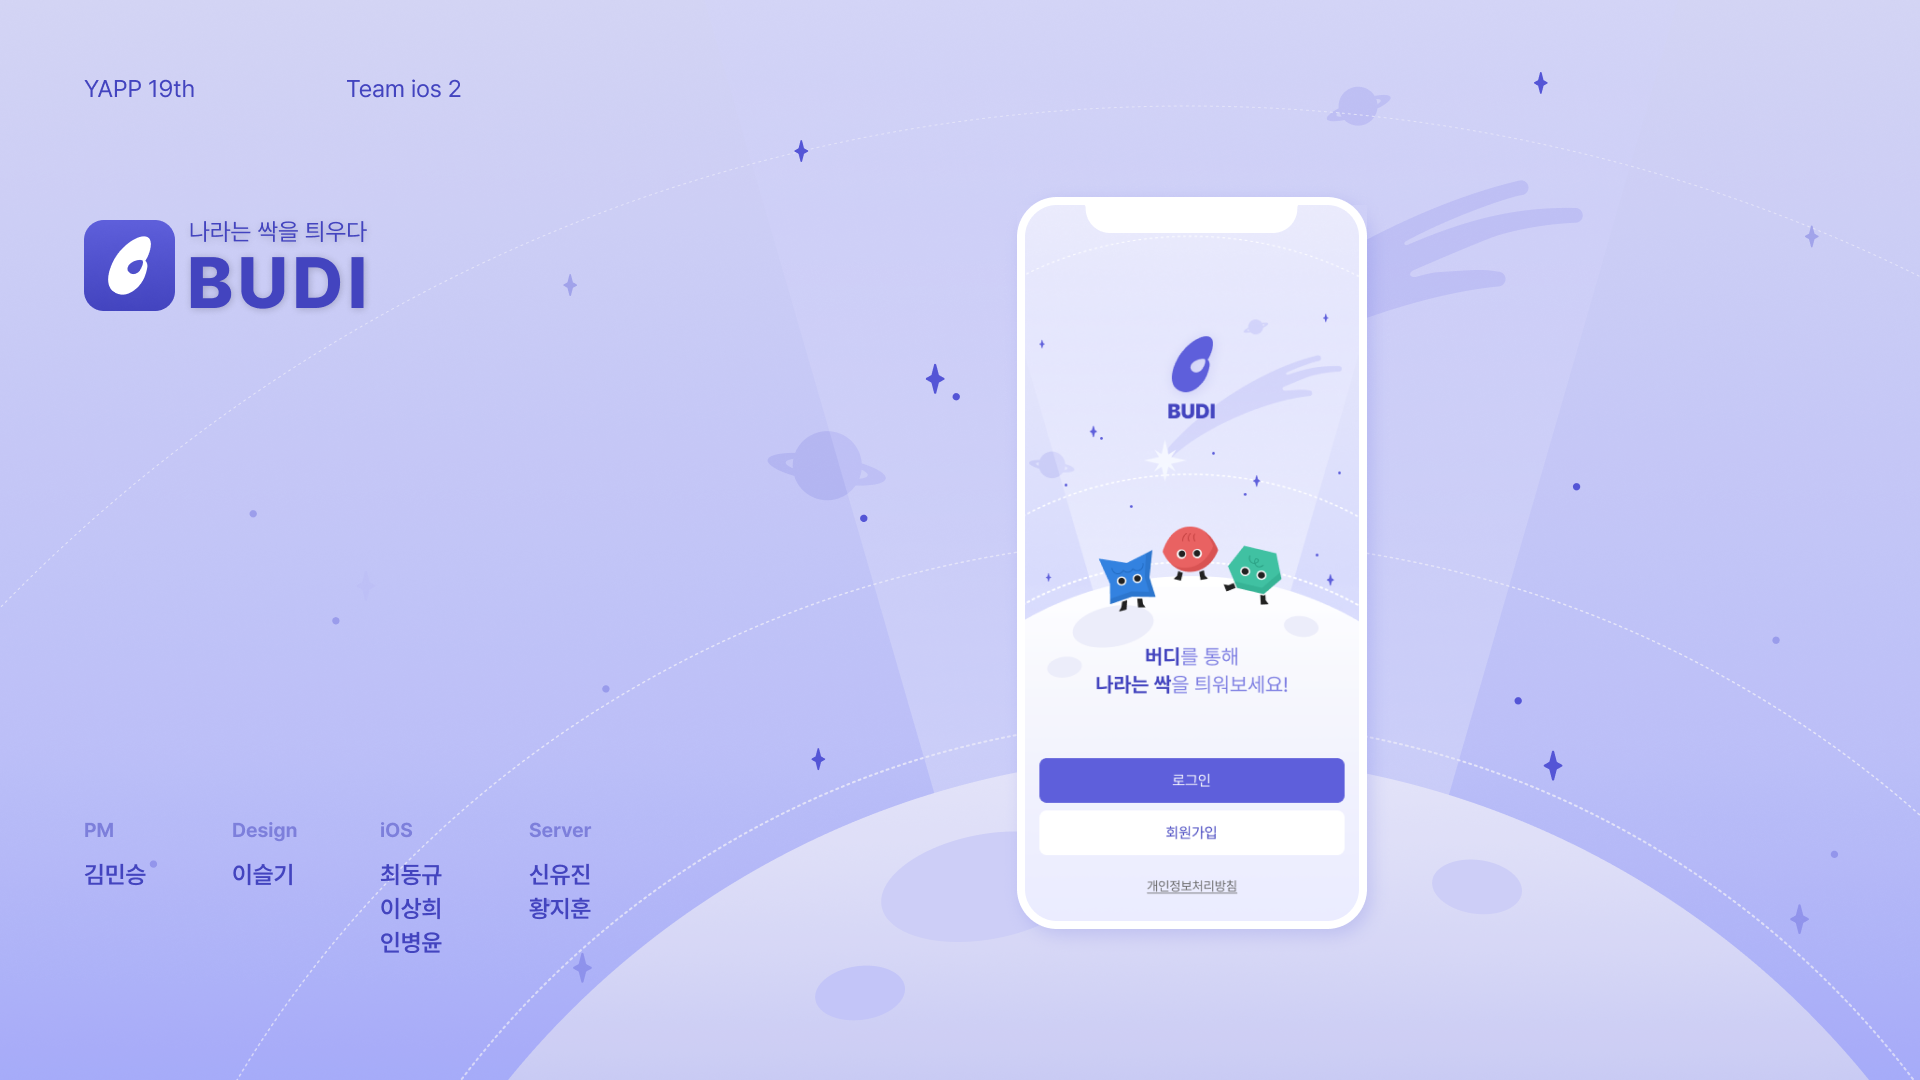 YAPP 19th
Team ios 2
나라는 싹을 틔우다
BUDI
PM
김민승
Design
이슬기
iOS
최동규
이상희
인병윤
Server
신유진
황지훈
BUDI
버디를 통해
나라는 싹을 틔워보세요!
로그인
회원가입
개인정보처리방침